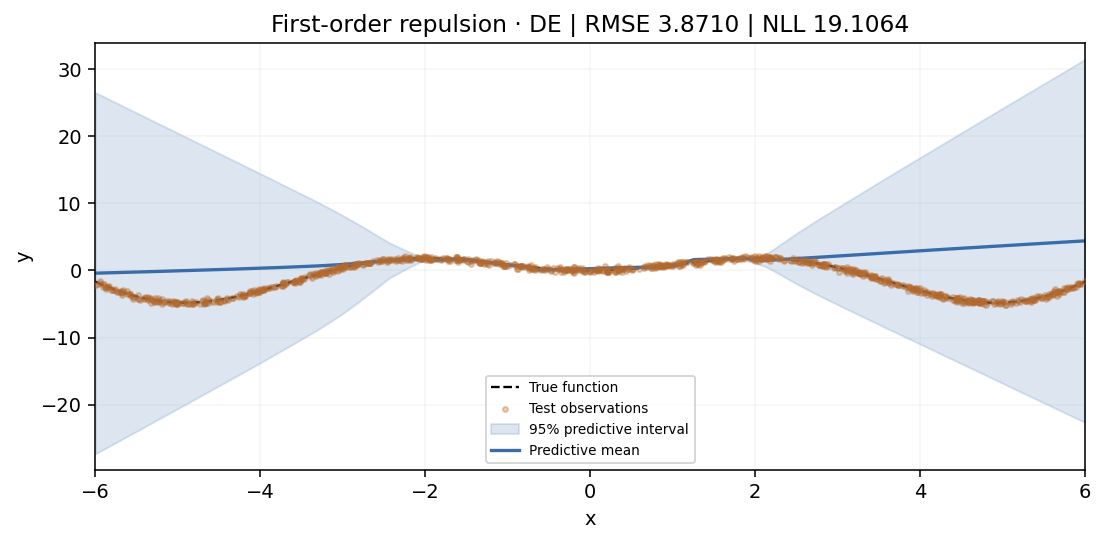 First-order repulsion · DE | RMSE 3.8710 | NLL 19.1064
30
20
10
0
−10
−20
y
True function
Test observations
95% predictive interval
Predictive mean
−6 −4 −2 0 2 4 6
x